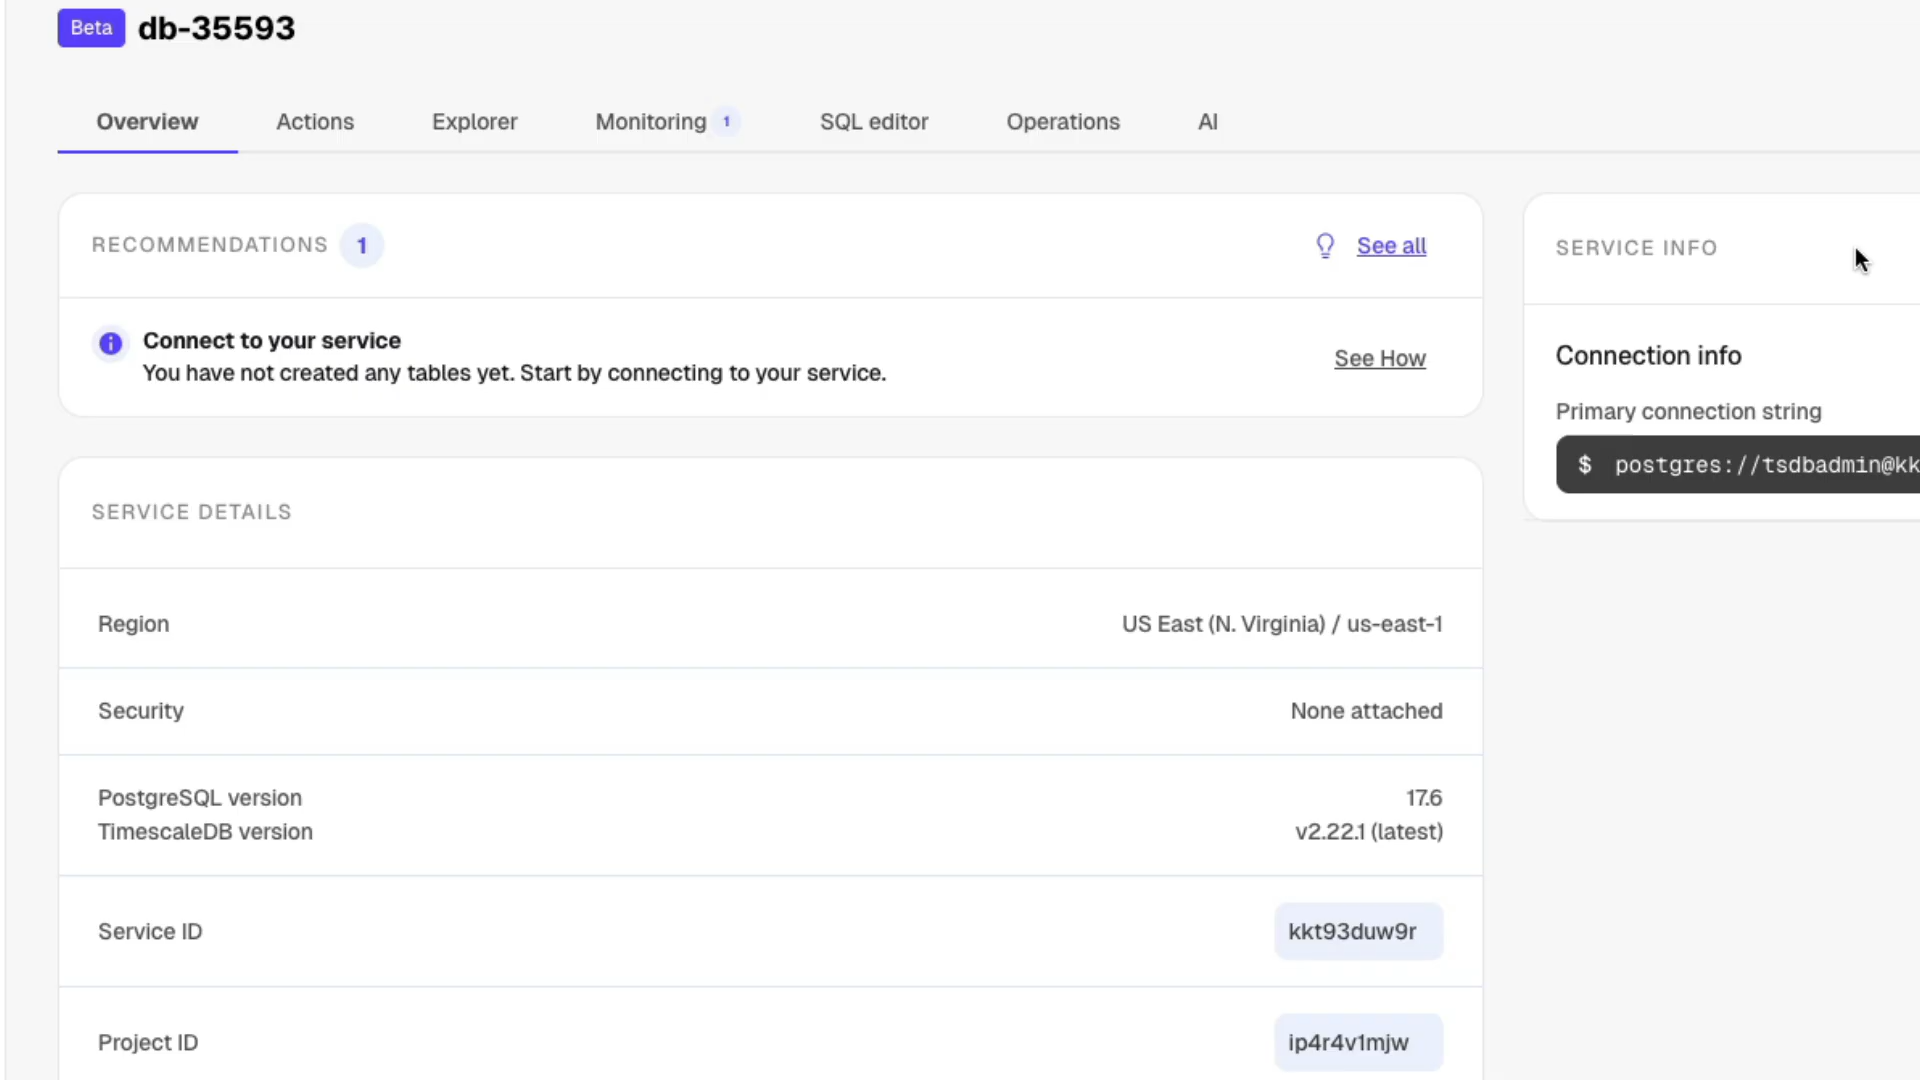 Beta db-35593
Overview Actions Explorer Monitoring 1 SQL editor Operations AI
RECOMMENDATIONS 1 See all
Connect to your service
You have not created any tables yet. Start by connecting to your service.
See How
SERVICE DETAILS
Region US East (N. Virginia) / us-east-1
Security None attached
PostgreSQL version 17.6
TimescaleDB version v2.22.1 (latest)
Service ID kkt93duw9r
Project ID ip4r4v1mjw
SERVICE INFO
Connection info
Primary connection string
$ postgres://tsdbadmin@kk